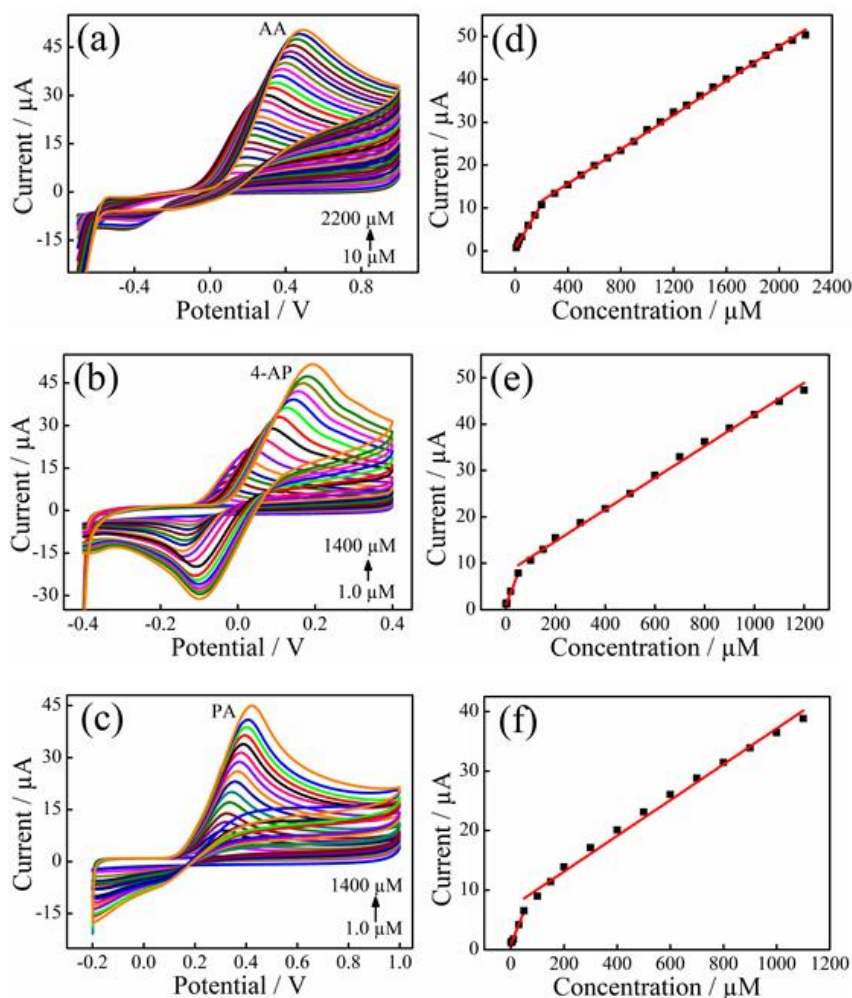 (a)
AA
Current / µA
45
30
15
0
-15
2200 µM
10 µM
-0.4 0.0 0.4 0.8
Potential / V
(d)
Current / µA
50
40
30
20
10
0
0 400 800 1200 1600 2000 2400
Concentration / µM
(b)
4-AP
Current / µA
45
30
15
0
-15
-30
1400 µM
1.0 µM
-0.4 -0.2 0.0 0.2 0.4
Potential / V
(e)
Current / µA
50
40
30
20
10
0
0 200 400 600 800 1000 1200
Concentration / µM
(c)
PA
Current / µA
45
30
15
0
-15
1400 µM
1.0 µM
-0.2 0.0 0.2 0.4 0.6 0.8 1.0
Potential / V
(f)
Current / µA
40
30
20
10
0
0 200 400 600 800 1000
Concentration / µM